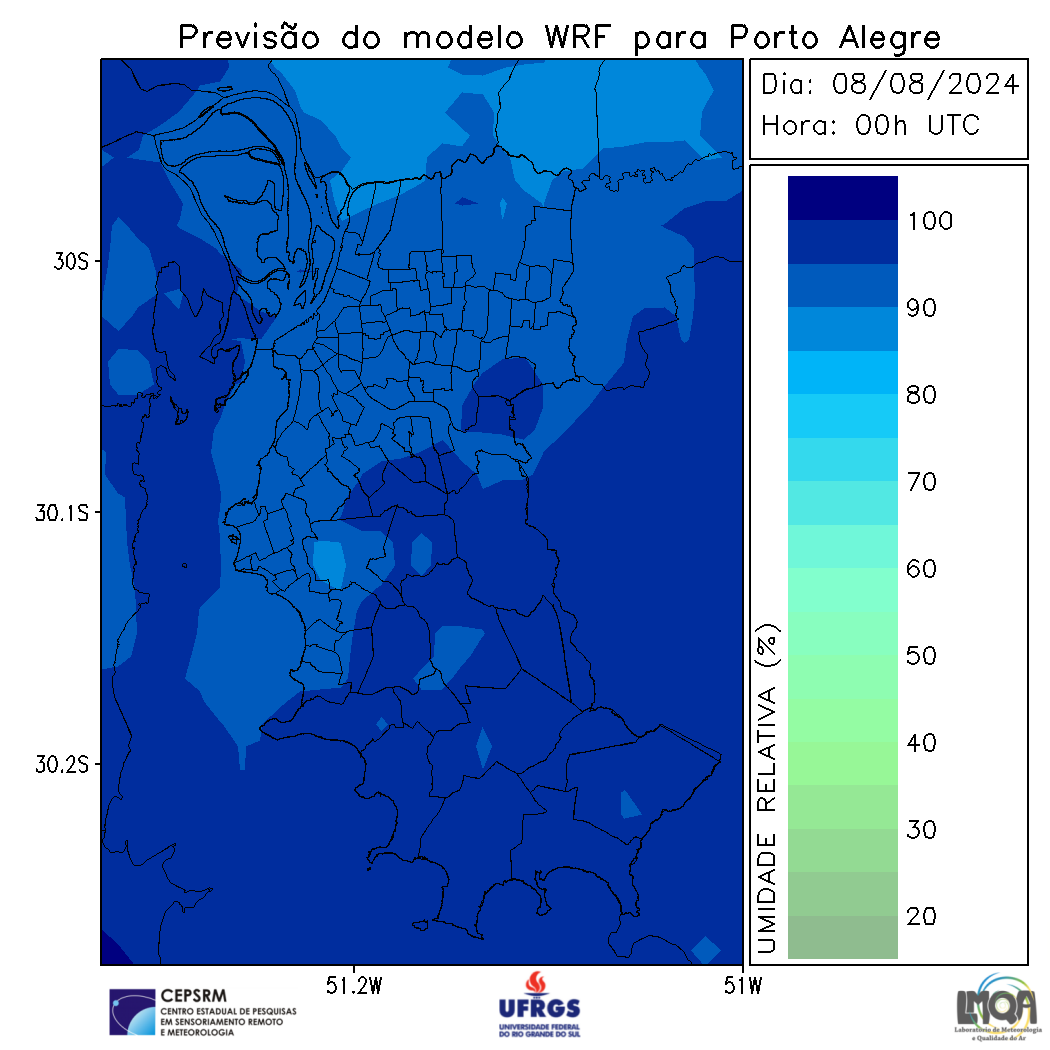 Previsão do modelo WRF para Porto Alegre
Dia: 08/08/2024
Hora: 00h UTC
30S
30.1S
30.2S
51.2W
51W
100
90
80
70
60
50
40
30
20
UMIDADE RELATIVA (%)
CEPSRM
CENTRO ESTADUAL DE PESQUISAS
EM SENSORIAMENTO REMOTO
E METEOROLOGIA
UFRGS
UNIVERSIDADE FEDERAL
DO RIO GRANDE DO SUL
LMQA
Laboratório de Meteorologia
e Qualidade do Ar